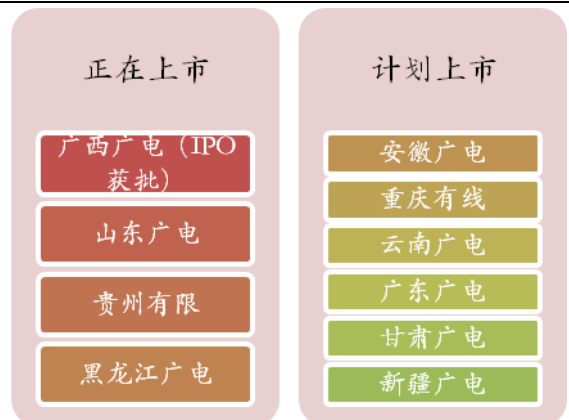 正在上市
广西广电（IPO
获批）
山东广电
贵州有限
黑龙江广电
计划上市
安徽广电
重庆有线
云南广电
广东广电
甘肃广电
新疆广电